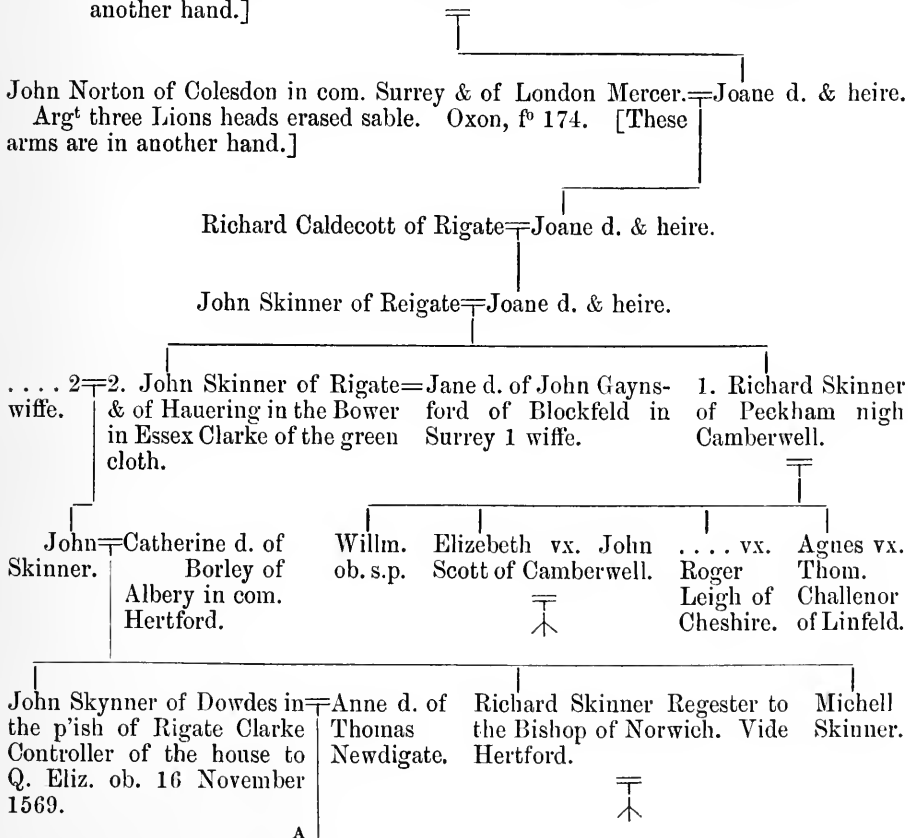 another hand.]
John Norton of Colesdon in com. Surrey & of London Mercer.=Joane d. & heire.
Argᵗ three Lions heads erased sable. Oxon, fᵒ 174. [These
arms are in another hand.]
Richard Caldecott of Rigate=Joane d. & heire.
John Skinner of Reigate=Joane d. & heire.
. . . . 2=
wiffe.
2. John Skinner of Rigate=
& of Hauering in the Bower
in Essex Clarke of the green
cloth.
Jane d. of John Gayns-
ford of Blockfeld in
Surrey 1 wiffe.
1. Richard Skinner
of Peckham nigh
Camberwell.
John=
Skinner.
Catherine d. of
Borley of
Albery in com.
Hertford.
Willm.
ob. s.p.
Elizebeth vx. John
Scott of Camberwell.
. . . . vx.
Roger
Leigh of
Cheshire.
Agnes vx.
Thom.
Challenor
of Linfeld.
John Skynner of Dowdes in=
the p'ish of Rigate Clarke
Controller of the house to
Q. Eliz. ob. 16 November
1569.
Anne d. of
Thomas
Newdigate.
Richard Skinner Regester to
the Bishop of Norwich. Vide
Hertford.
Michell
Skinner.
A